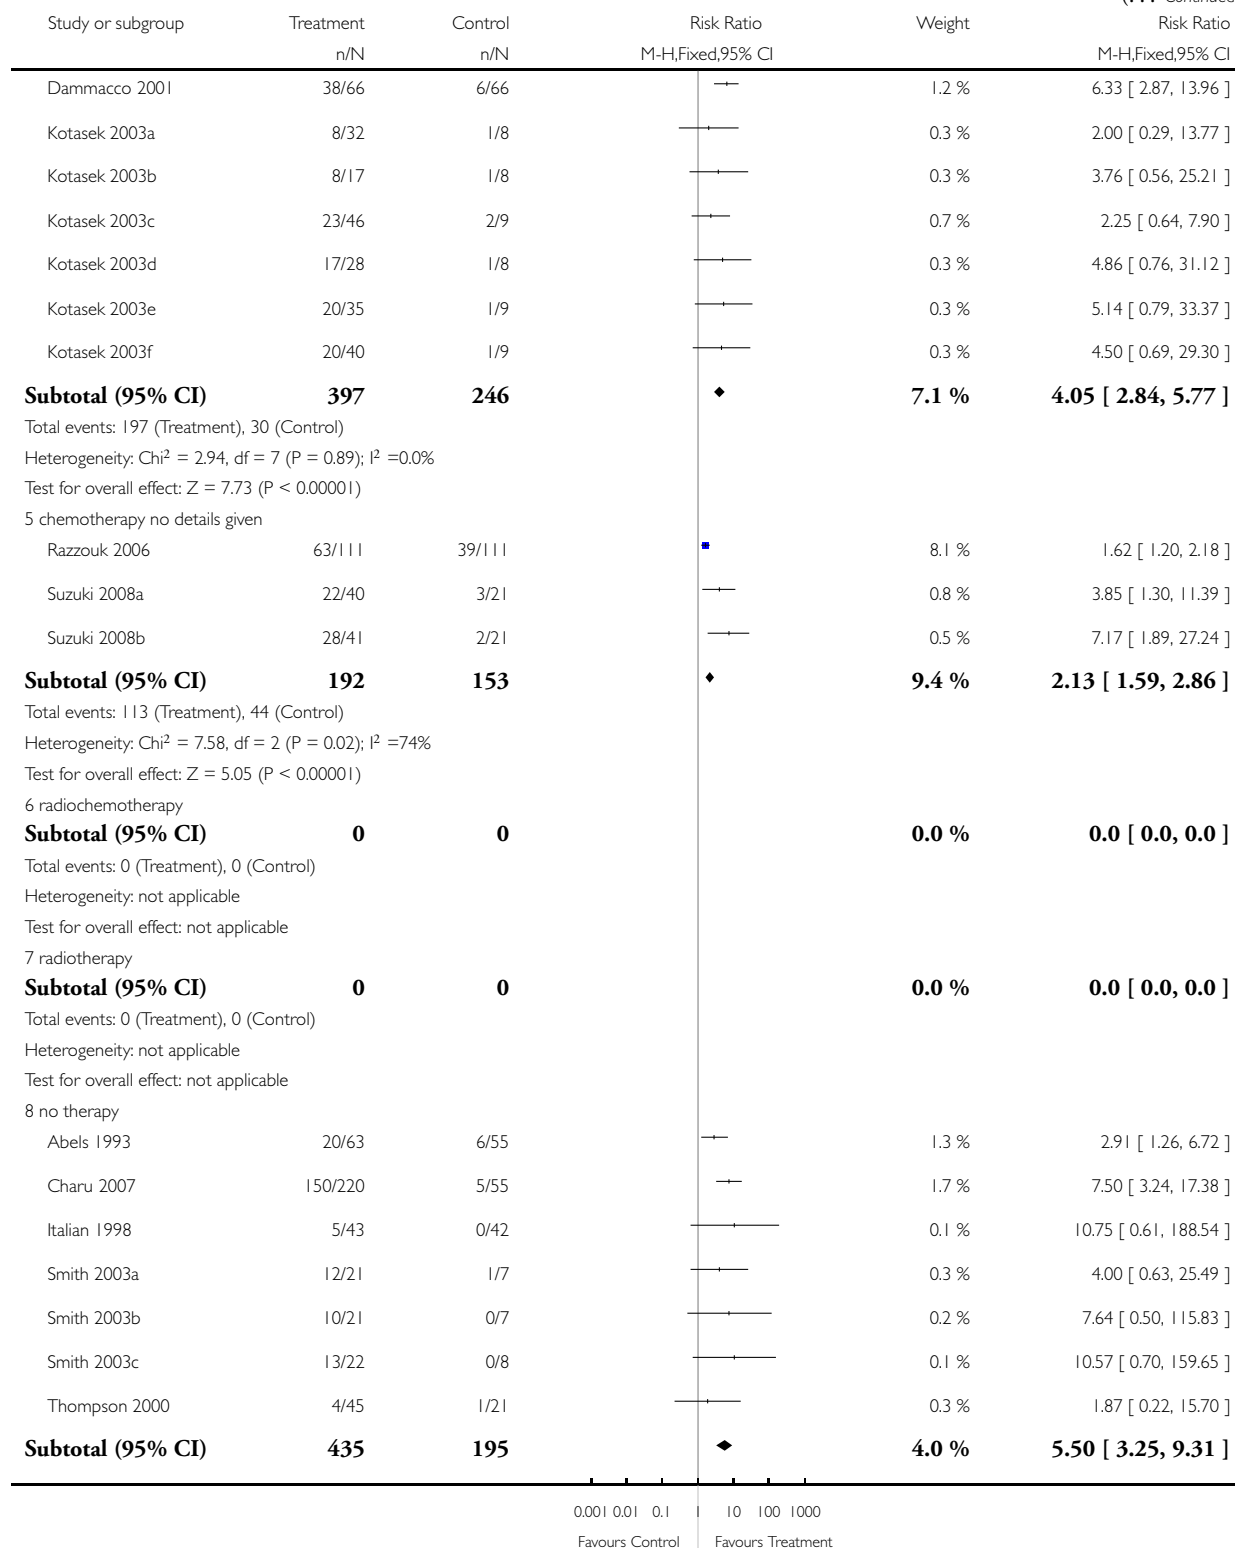 (... Continued
Study or subgroup Treatment Control Risk Ratio Weight Risk Ratio
n/N n/N M-H,Fixed,95% CI M-H,Fixed,95% CI
Dammacco 2001 38/66 6/66 1.2 % 6.33 [ 2.87, 13.96 ]
Kotasek 2003a 8/32 1/8 0.3 % 2.00 [ 0.29, 13.77 ]
Kotasek 2003b 8/17 1/8 0.3 % 3.76 [ 0.56, 25.21 ]
Kotasek 2003c 23/46 2/9 0.7 % 2.25 [ 0.64, 7.90 ]
Kotasek 2003d 17/28 1/8 0.3 % 4.86 [ 0.76, 31.12 ]
Kotasek 2003e 20/35 1/9 0.3 % 5.14 [ 0.79, 33.37 ]
Kotasek 2003f 20/40 1/9 0.3 % 4.50 [ 0.69, 29.30 ]
Subtotal (95% CI) 397 246 7.1 % 4.05 [ 2.84, 5.77 ]
Total events: 197 (Treatment), 30 (Control)
Heterogeneity: Chi² = 2.94, df = 7 (P = 0.89); I² =0.0%
Test for overall effect: Z = 7.73 (P < 0.00001)
5 chemotherapy no details given
Razzouk 2006 63/111 39/111 8.1 % 1.62 [ 1.20, 2.18 ]
Suzuki 2008a 22/40 3/21 0.8 % 3.85 [ 1.30, 11.39 ]
Suzuki 2008b 28/41 2/21 0.5 % 7.17 [ 1.89, 27.24 ]
Subtotal (95% CI) 192 153 9.4 % 2.13 [ 1.59, 2.86 ]
Total events: 113 (Treatment), 44 (Control)
Heterogeneity: Chi² = 7.58, df = 2 (P = 0.02); I² =74%
Test for overall effect: Z = 5.05 (P < 0.00001)
6 radiochemotherapy
Subtotal (95% CI) 0 0 0.0 % 0.0 [ 0.0, 0.0 ]
Total events: 0 (Treatment), 0 (Control)
Heterogeneity: not applicable
Test for overall effect: not applicable
7 radiotherapy
Subtotal (95% CI) 0 0 0.0 % 0.0 [ 0.0, 0.0 ]
Total events: 0 (Treatment), 0 (Control)
Heterogeneity: not applicable
Test for overall effect: not applicable
8 no therapy
Abels 1993 20/63 6/55 1.3 % 2.91 [ 1.26, 6.72 ]
Charu 2007 150/220 5/55 1.7 % 7.50 [ 3.24, 17.38 ]
Italian 1998 5/43 0/42 0.1 % 10.75 [ 0.61, 188.54 ]
Smith 2003a 12/21 1/7 0.3 % 4.00 [ 0.63, 25.49 ]
Smith 2003b 10/21 0/7 0.2 % 7.64 [ 0.50, 115.83 ]
Smith 2003c 13/22 0/8 0.1 % 10.57 [ 0.70, 159.65 ]
Thompson 2000 4/45 1/21 0.3 % 1.87 [ 0.22, 15.70 ]
Subtotal (95% CI) 435 195 4.0 % 5.50 [ 3.25, 9.31 ]
0.001 0.01 0.1 1 10 100 1000
Favours Control Favours Treatment